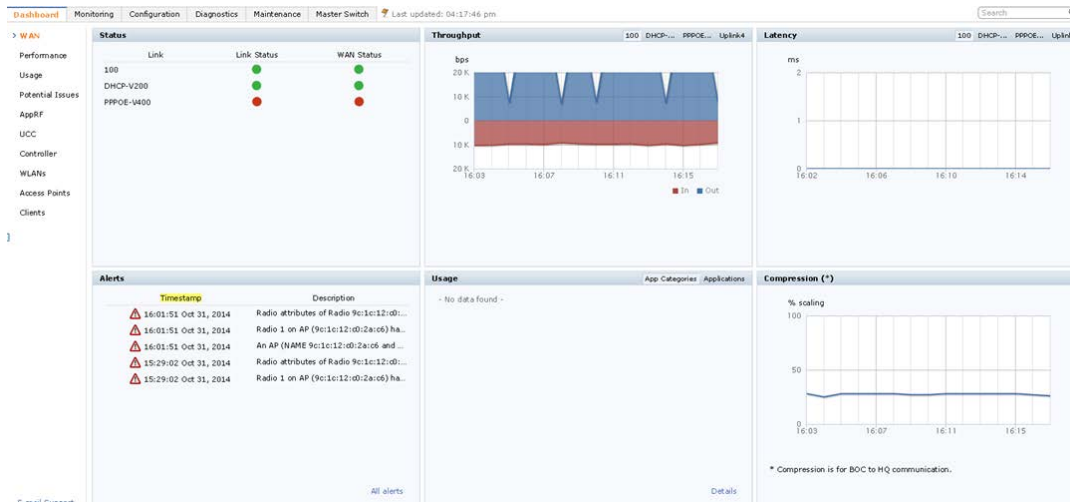 Dashboard Monitoring Configuration Diagnostics Maintenance Master Switch Last updated: 04:17:46 pm Search
WAN
Performance
Usage
Potential Issues
AppRF
UCC
Controller
WLANs
Access Points
Clients
Status
Link Link Status WAN Status
100
DHCP-V200
PPPOE-V400
Throughput 100 DHCP-... PPPOE... Uplink4
bps
20 K
10 K
0
10 K
20 K
16:03 16:07 16:11 16:15
In Out
Latency 100 DHCP-... PPPOE...
ms
2
1
0
16:02 16:06 16:10 16:14
Alerts
Timestamp Description
16:01:51 Oct 31, 2014 Radio attributes of Radio 9c:1c:12:c0:...
16:01:51 Oct 31, 2014 Radio 1 on AP (9c:1c:12:c0:2a:c6) ha...
16:01:51 Oct 31, 2014 An AP (NAME 9c:1c:12:c0:2a:c6 and ...
15:29:02 Oct 31, 2014 Radio attributes of Radio 9c:1c:12:c0:...
15:29:02 Oct 31, 2014 Radio 1 on AP (9c:1c:12:c0:2a:c6) ha...
All alerts
Usage App Categories Applications
- No data found -
Details
Compression (*)
% scaling
100
50
0
16:03 16:07 16:11 16:15
* Compression is for BOC to HQ communication.